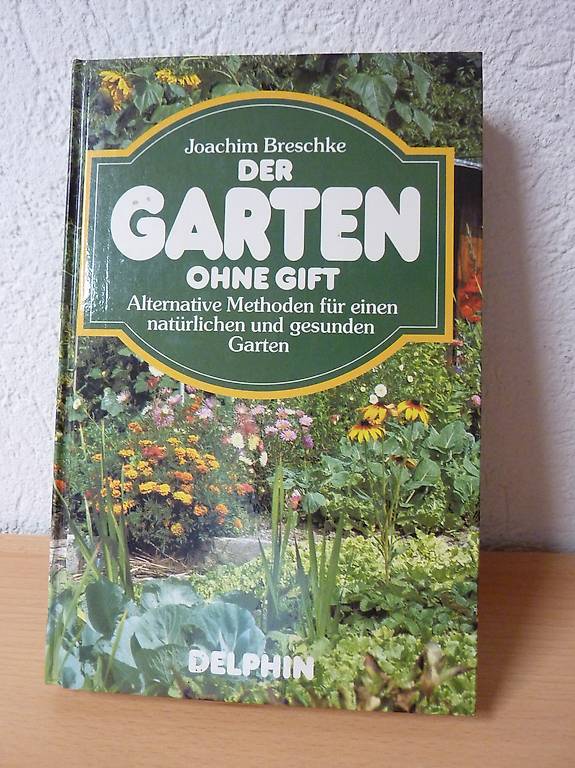 Joachim Breschke
DER
GARTEN
OHNE GIFT
Alternative Methoden für einen
natürlichen und gesunden
Garten
DELPHIN